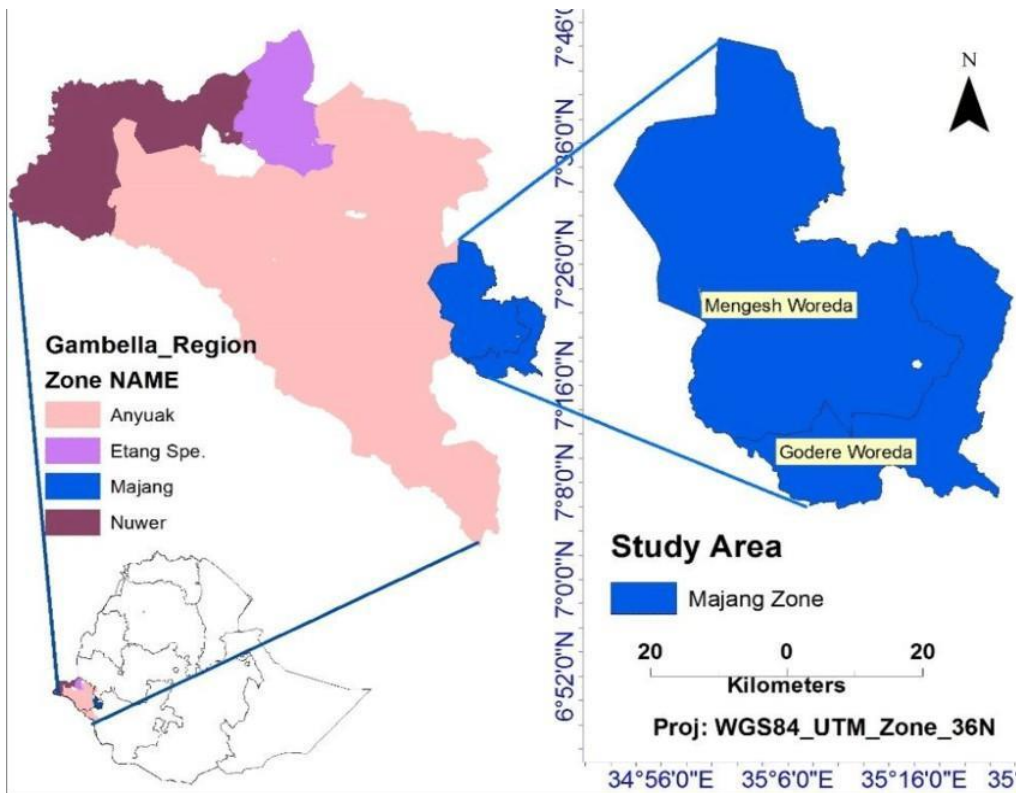 Gambella_Region
Zone NAME
Anyuak
Etang Spe.
Majang
Nuwer
7°46'0"N
7°36'0"N
7°26'0"N
7°16'0"N
7°8'0"N
7°0'0"N
6°52'0"N
N
Mengesh Woreda
Godere Woreda
Study Area
Majang Zone
20 0 20
Kilometers
Proj: WGS84_UTM_Zone_36N
34°56'0"E 35°6'0"E 35°16'0"E 35°